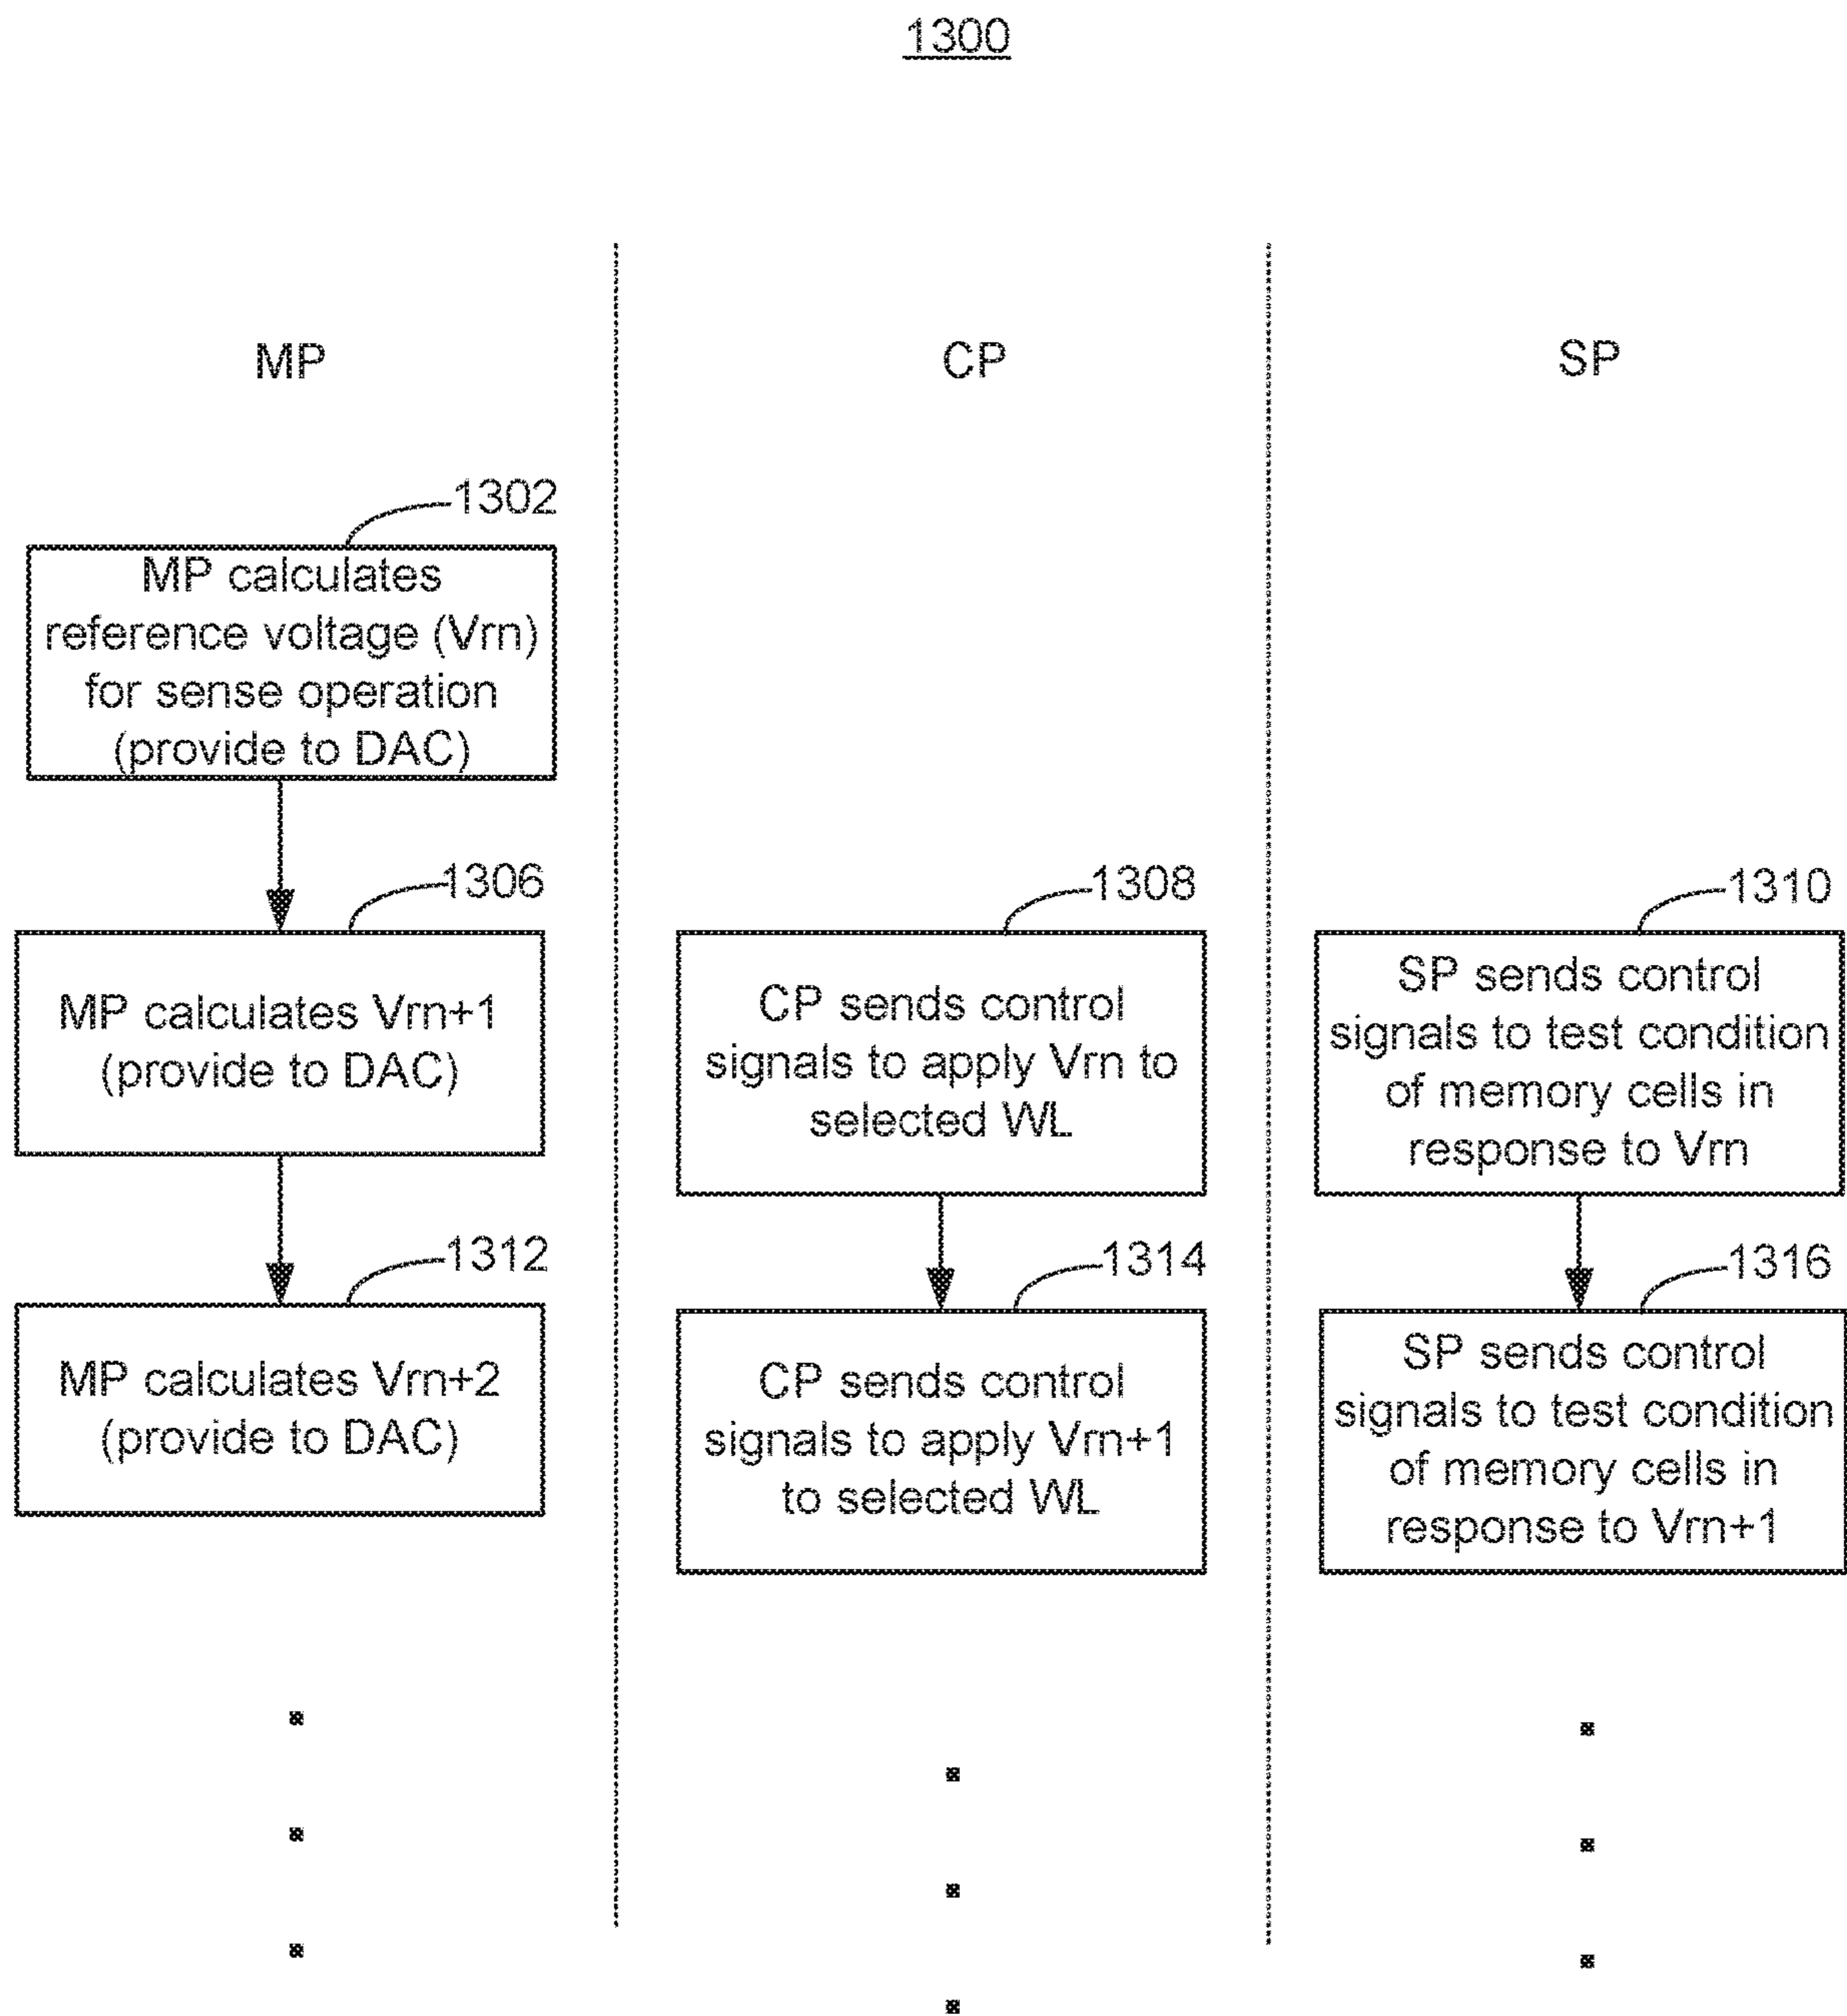 1300
MP
CP
SP
1302
MP calculates
reference voltage (Vrn)
for sense operation
(provide to DAC)
1306
MP calculates Vrn+1
(provide to DAC)
1308
CP sends control
signals to apply Vrn to
selected WL
1310
SP sends control
signals to test condition
of memory cells in
response to Vrn
1312
MP calculates Vrn+2
(provide to DAC)
1314
CP sends control
signals to apply Vrn+1
to selected WL
1316
SP sends control
signals to test condition
of memory cells in
response to Vrn+1